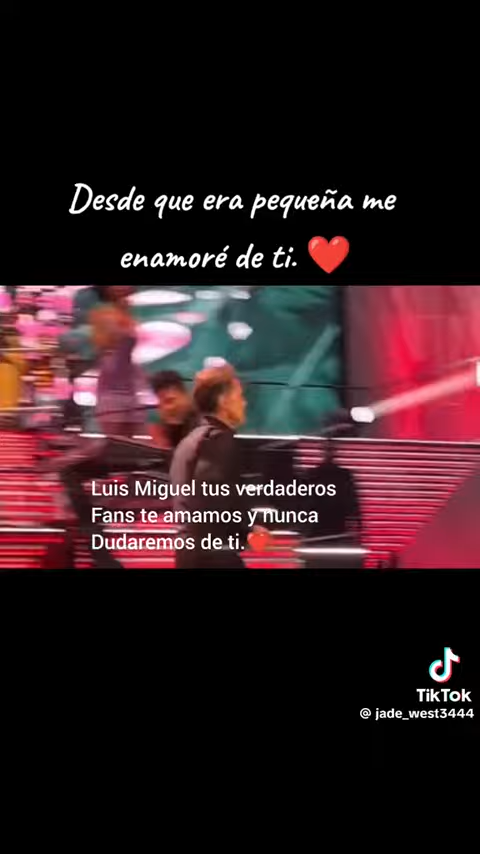 Desde que era pequeña me
enamoré de ti. ❤️
Luis Miguel tus verdaderos
Fans te amamos y nunca
Dudaremos de ti.❤️
TikTok
@ jade_west3444